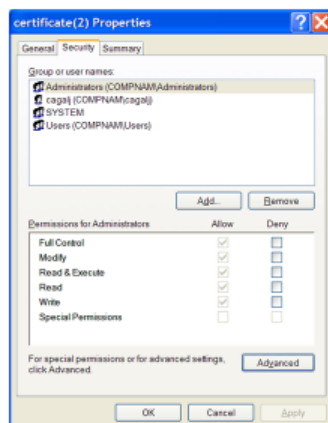 certificate(2) Properties
General Security Summary
Group or user names:
Administrators (COMPNAM\Administrators)
cagalj (COMPNAM\cagalj)
SYSTEM
Users (COMPNAM\Users)
Add... Remove
Permissions for Administrators Allow Deny
Full Control
Modify
Read & Execute
Read
Write
Special Permissions
For special permissions or for advanced settings,
click Advanced.
Advanced
OK Cancel Apply